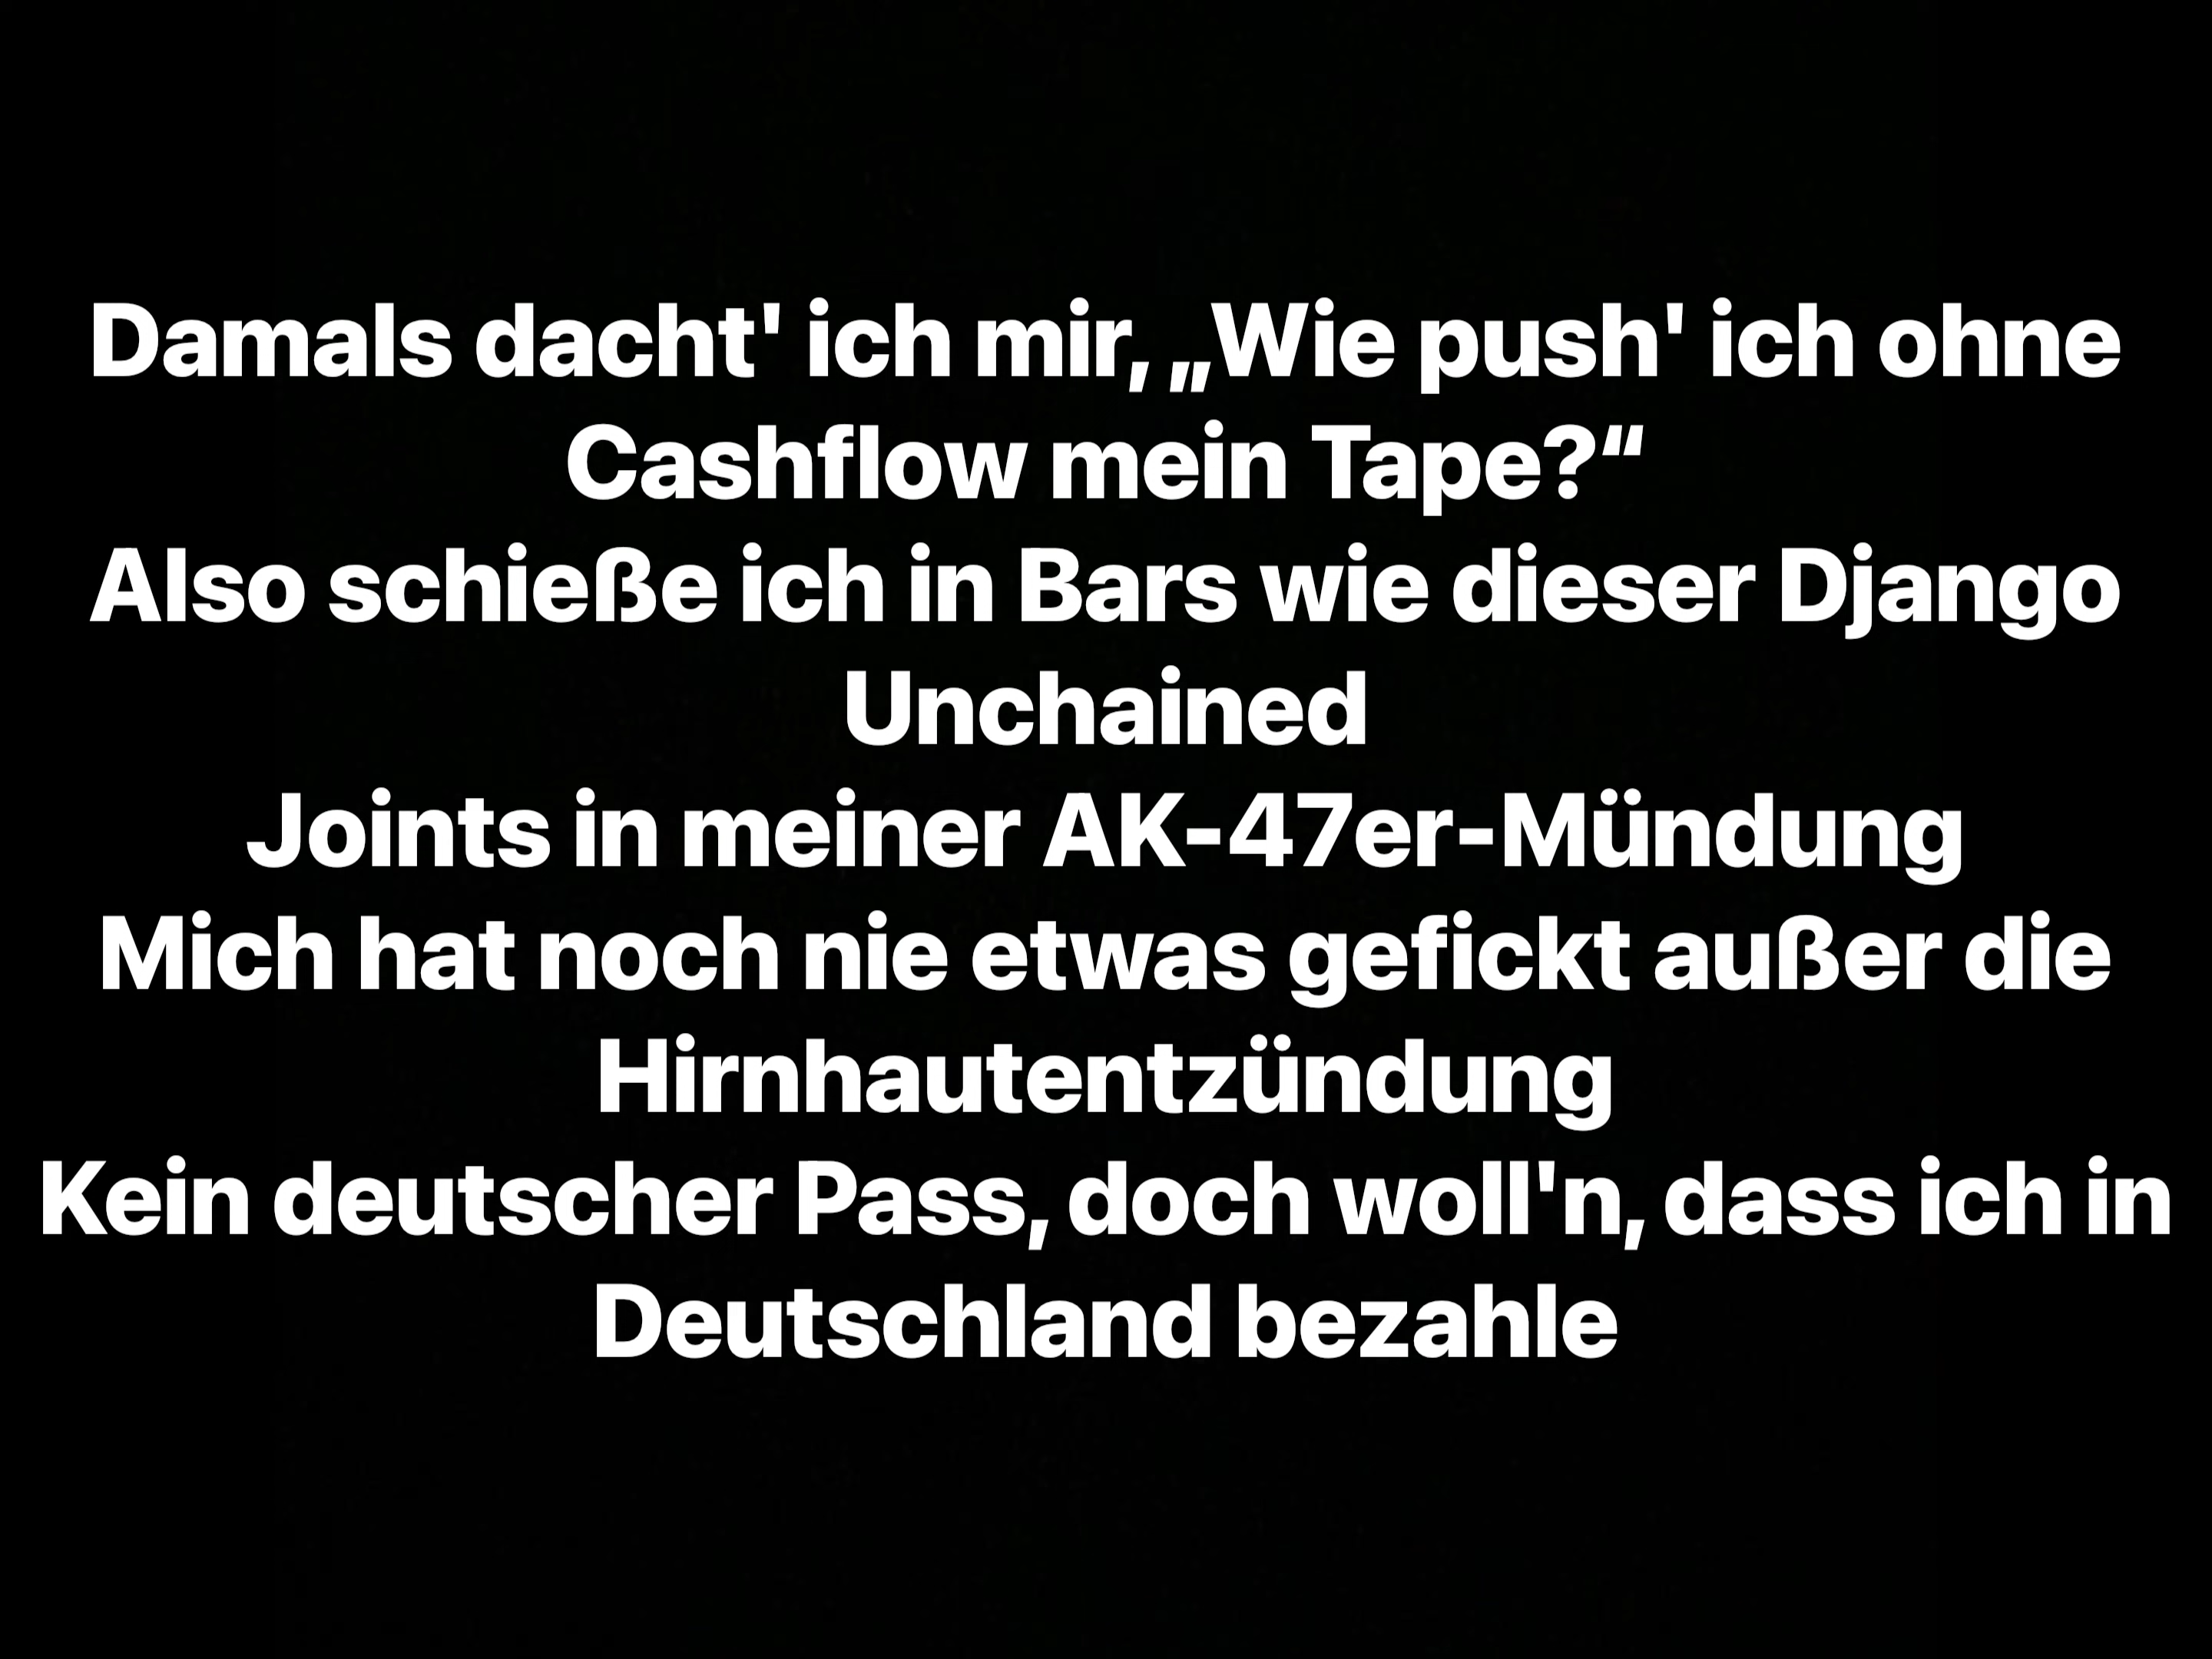 Damals dacht' ich mir, „Wie push' ich ohne
Cashflow mein Tape?“
Also schieße ich in Bars wie dieser Django
Unchained
Joints in meiner AK-47er-Mündung
Mich hat noch nie etwas gefickt außer die
Hirnhautentzündung
Kein deutscher Pass, doch woll'n, dass ich in
Deutschland bezahle